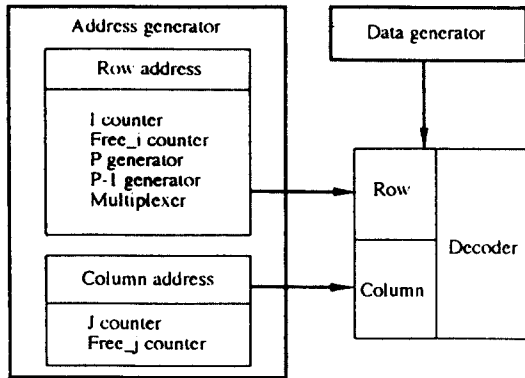 Address generator
Row address
I counter
Free_i counter
P generator
P-1 generator
Multiplexer
Column address
J counter
Free_j counter
Data generator
Row
Column
Decoder